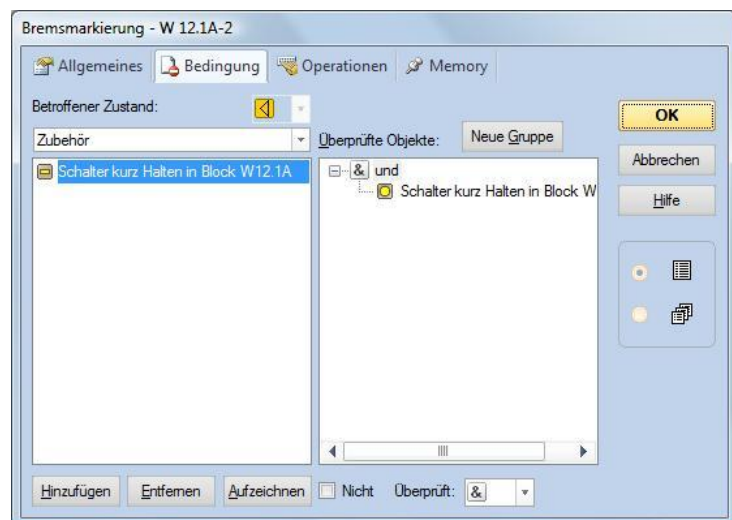 Bremsmarkierung - W 12.1A-2
Allgemeines Bedingung Operationen Memory
Betroffener Zustand:
Zubehör
Überprüfte Objekte: Neue Gruppe
Schalter kurz Halten in Block W12.1A
& und
Schalter kurz Halten in Block W
OK
Abbrechen
Hilfe
Hinzufügen Entfernen Aufzeichnen Nicht Überprüft: &